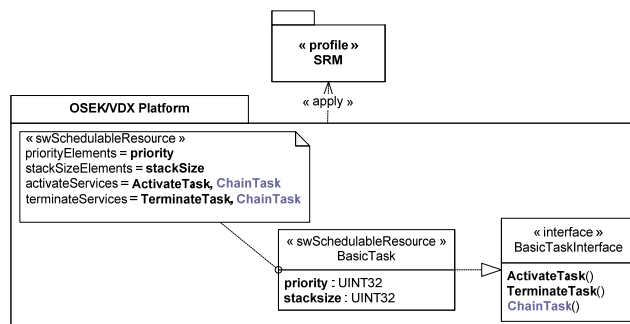 « profile »
SRM
« apply »
OSEK/VDX Platform
« swSchedulableResource »
priorityElements = priority
stackSizeElements = stackSize
activateServices = ActivateTask, ChainTask
terminateServices = TerminateTask, ChainTask
« swSchedulableResource »
BasicTask
priority : UINT32
stacksize : UINT32
« interface »
BasicTaskInterface
ActivateTask()
TerminateTask()
ChainTask()